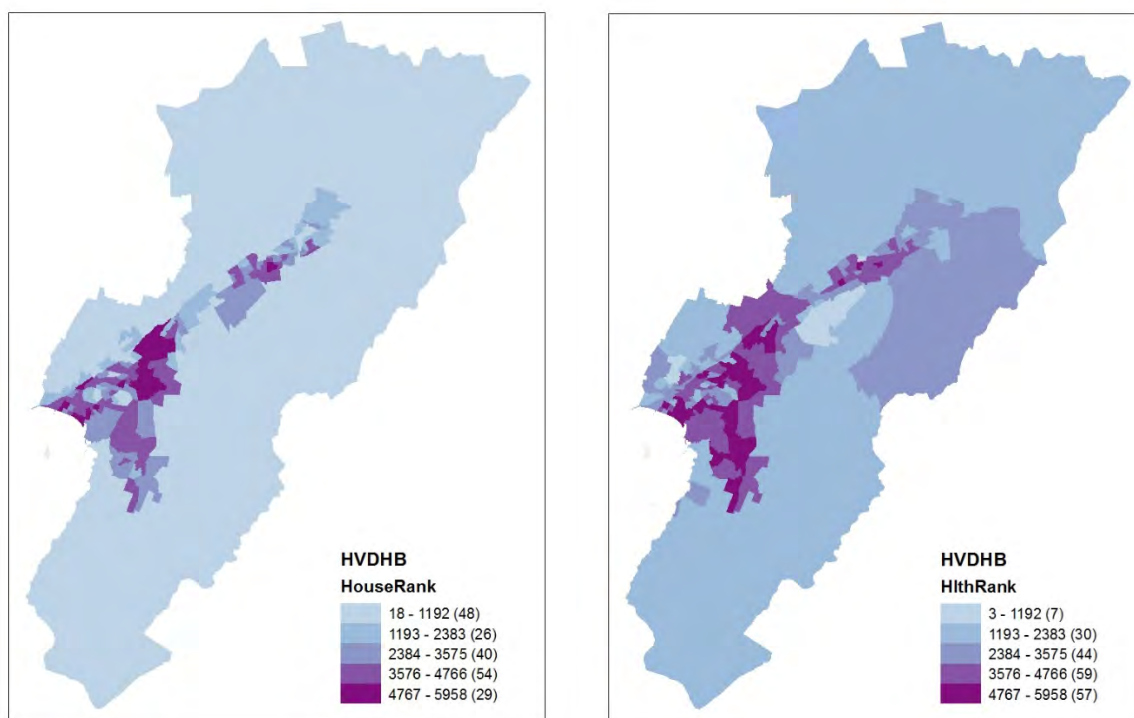 HVDHB
HouseRank
18 - 1192 (48)
1193 - 2383 (26)
2384 - 3575 (40)
3576 - 4766 (54)
4767 - 5958 (29)
HVDHB
HlthRank
3 - 1192 (7)
1193 - 2383 (30)
2384 - 3575 (44)
3576 - 4766 (59)
4767 - 5958 (57)